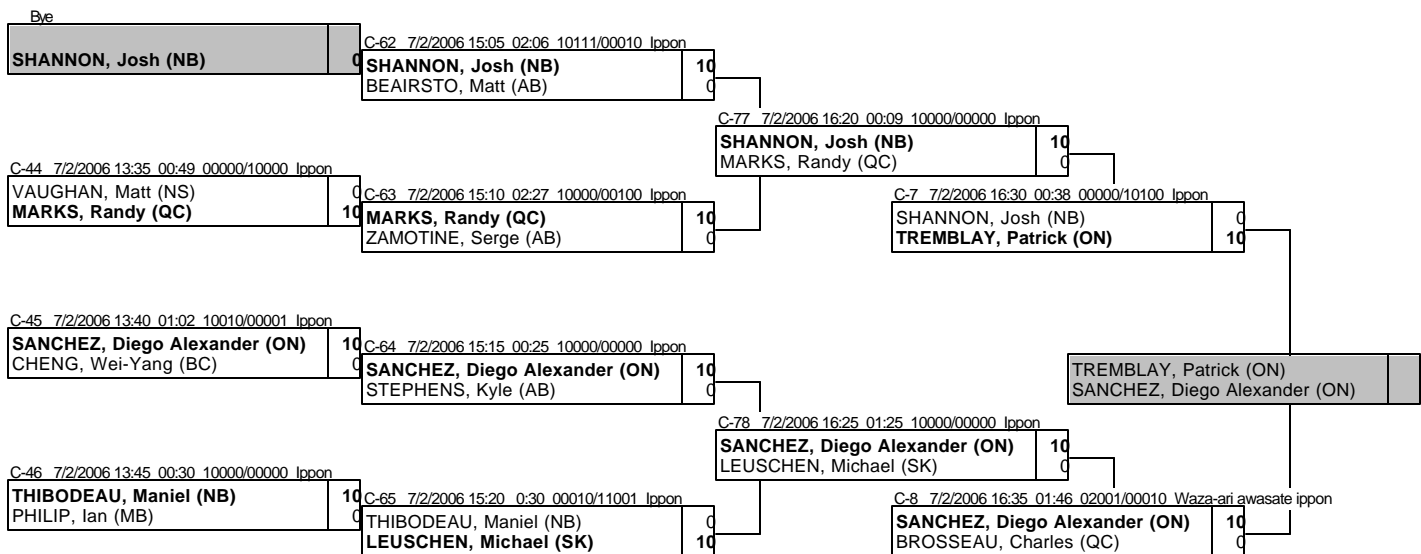 Bye
SHANNON, Josh (NB) 0
C-62 7/2/2006 15:05 02:06 10111/00010 Ippon
SHANNON, Josh (NB) 10
BEAIRSTO, Matt (AB) 0
C-77 7/2/2006 16:20 00:09 10000/00000 Ippon
SHANNON, Josh (NB) 10
MARKS, Randy (QC) 0
C-44 7/2/2006 13:35 00:49 00000/10000 Ippon
VAUGHAN, Matt (NS) 0
MARKS, Randy (QC) 10
C-63 7/2/2006 15:10 02:27 10000/00100 Ippon
MARKS, Randy (QC) 10
ZAMOTINE, Serge (AB) 0
C-7 7/2/2006 16:30 00:38 00000/10100 Ippon
SHANNON, Josh (NB) 0
TREMBLAY, Patrick (ON) 10
C-45 7/2/2006 13:40 01:02 10010/00001 Ippon
SANCHEZ, Diego Alexander (ON) 10
CHENG, Wei-Yang (BC) 0
C-64 7/2/2006 15:15 00:25 10000/00000 Ippon
SANCHEZ, Diego Alexander (ON) 10
STEPHENS, Kyle (AB) 0
TREMBLAY, Patrick (ON)
SANCHEZ, Diego Alexander (ON)
C-78 7/2/2006 16:25 01:25 10000/00000 Ippon
SANCHEZ, Diego Alexander (ON) 10
LEUSCHEN, Michael (SK) 0
C-46 7/2/2006 13:45 00:30 10000/00000 Ippon
THIBODEAU, Maniel (NB) 10
PHILIP, Ian (MB) 0
C-65 7/2/2006 15:20 0:30 00010/11001 Ippon
THIBODEAU, Maniel (NB) 0
LEUSCHEN, Michael (SK) 10
C-8 7/2/2006 16:35 01:46 02001/00010 Waza-ari awasate ippon
SANCHEZ, Diego Alexander (ON) 10
BROSSEAU, Charles (QC) 0